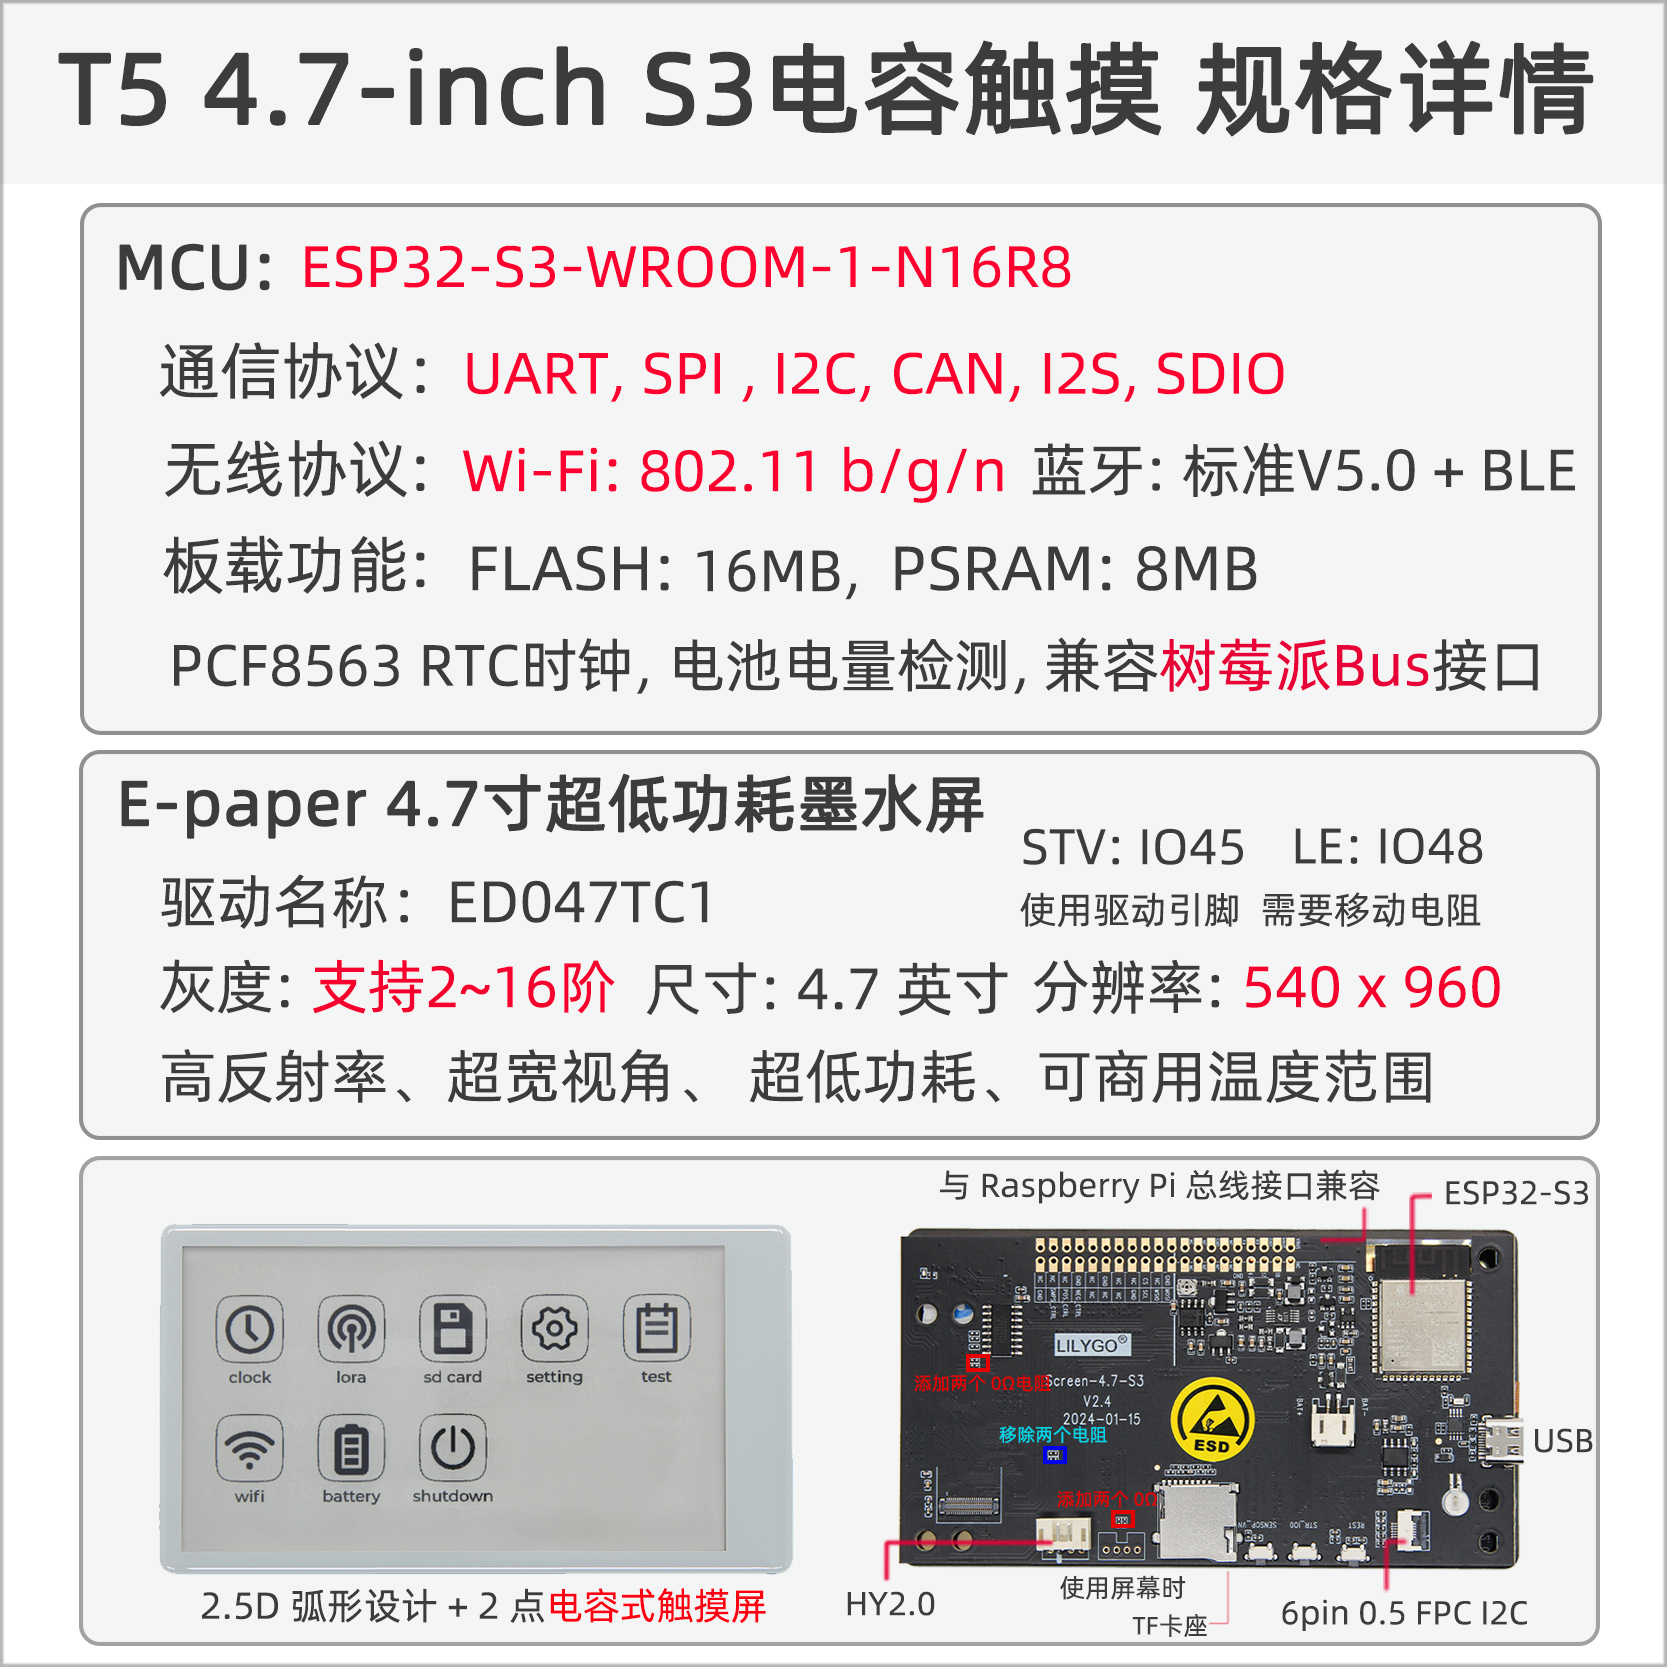 T5 4.7-inch S3电容触摸 规格详情
MCU: ESP32-S3-WROOM-1-N16R8
通信协议: UART, SPI , I2C, CAN, I2S, SDIO
无线协议: Wi-Fi: 802.11 b/g/n 蓝牙: 标准V5.0 + BLE
板载功能: FLASH: 16MB, PSRAM: 8MB
PCF8563 RTC时钟, 电池电量检测, 兼容树莓派Bus接口
E-paper 4.7寸超低功耗墨水屏
STV: IO45 LE: IO48
驱动名称: ED047TC1
使用驱动引脚 需要移动电阻
灰度: 支持2~16阶 尺寸: 4.7 英寸 分辨率: 540 x 960
高反射率、超宽视角、 超低功耗、可商用温度范围
与 Raspberry Pi 总线接口兼容
ESP32-S3
clock
lora
sd card
setting
test
wifi
battery
shutdown
LILYGO®
添加两个 0Ω电阻
Screen-4.7-S3
V2.4
2024-01-15
移除两个电阻
ESD
BAT+
BAT-
USB
添加两个 0Ω
SENSOP_VN
STR_IO0
REST
HY2.0
使用屏幕时
TF卡座
6pin 0.5 FPC I2C
2.5D 弧形设计 + 2 点电容式触摸屏